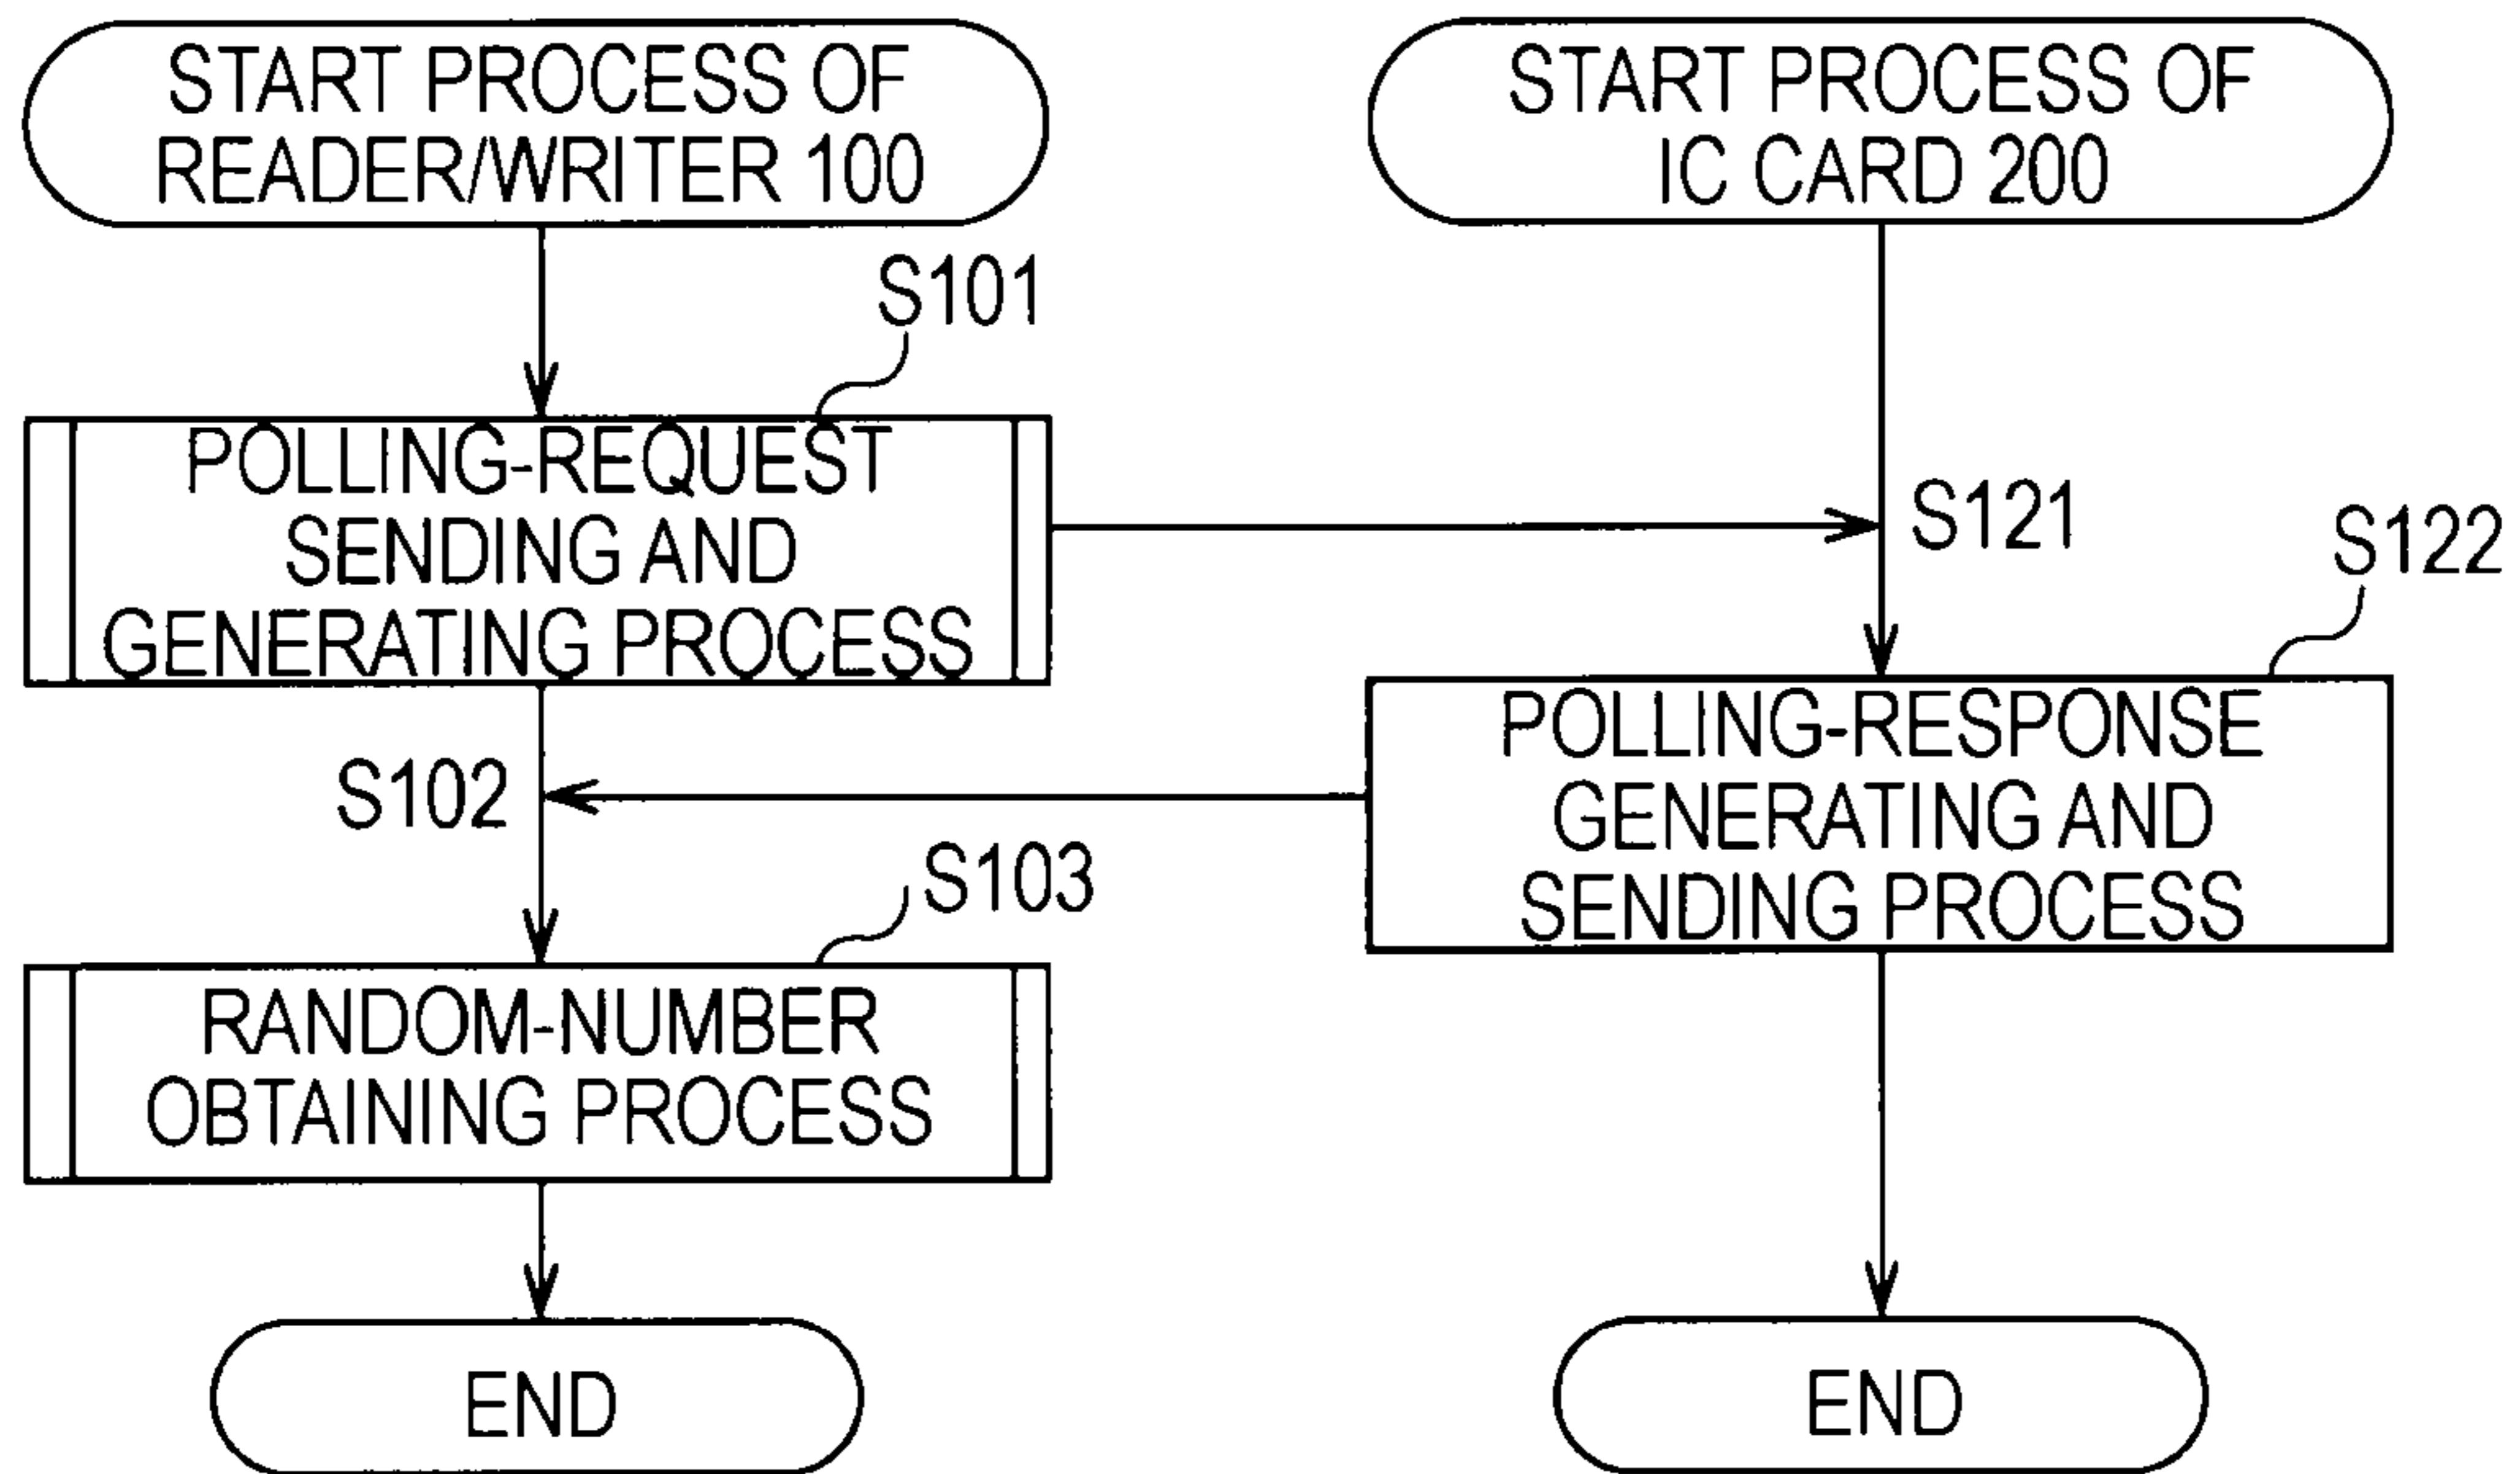 START PROCESS OF
READER/WRITER 100
START PROCESS OF
IC CARD 200
S101
POLLING-REQUEST
SENDING AND
GENERATING PROCESS
S121
S122
POLLING-RESPONSE
GENERATING AND
SENDING PROCESS
S102
S103
RANDOM-NUMBER
OBTAINING PROCESS
END
END